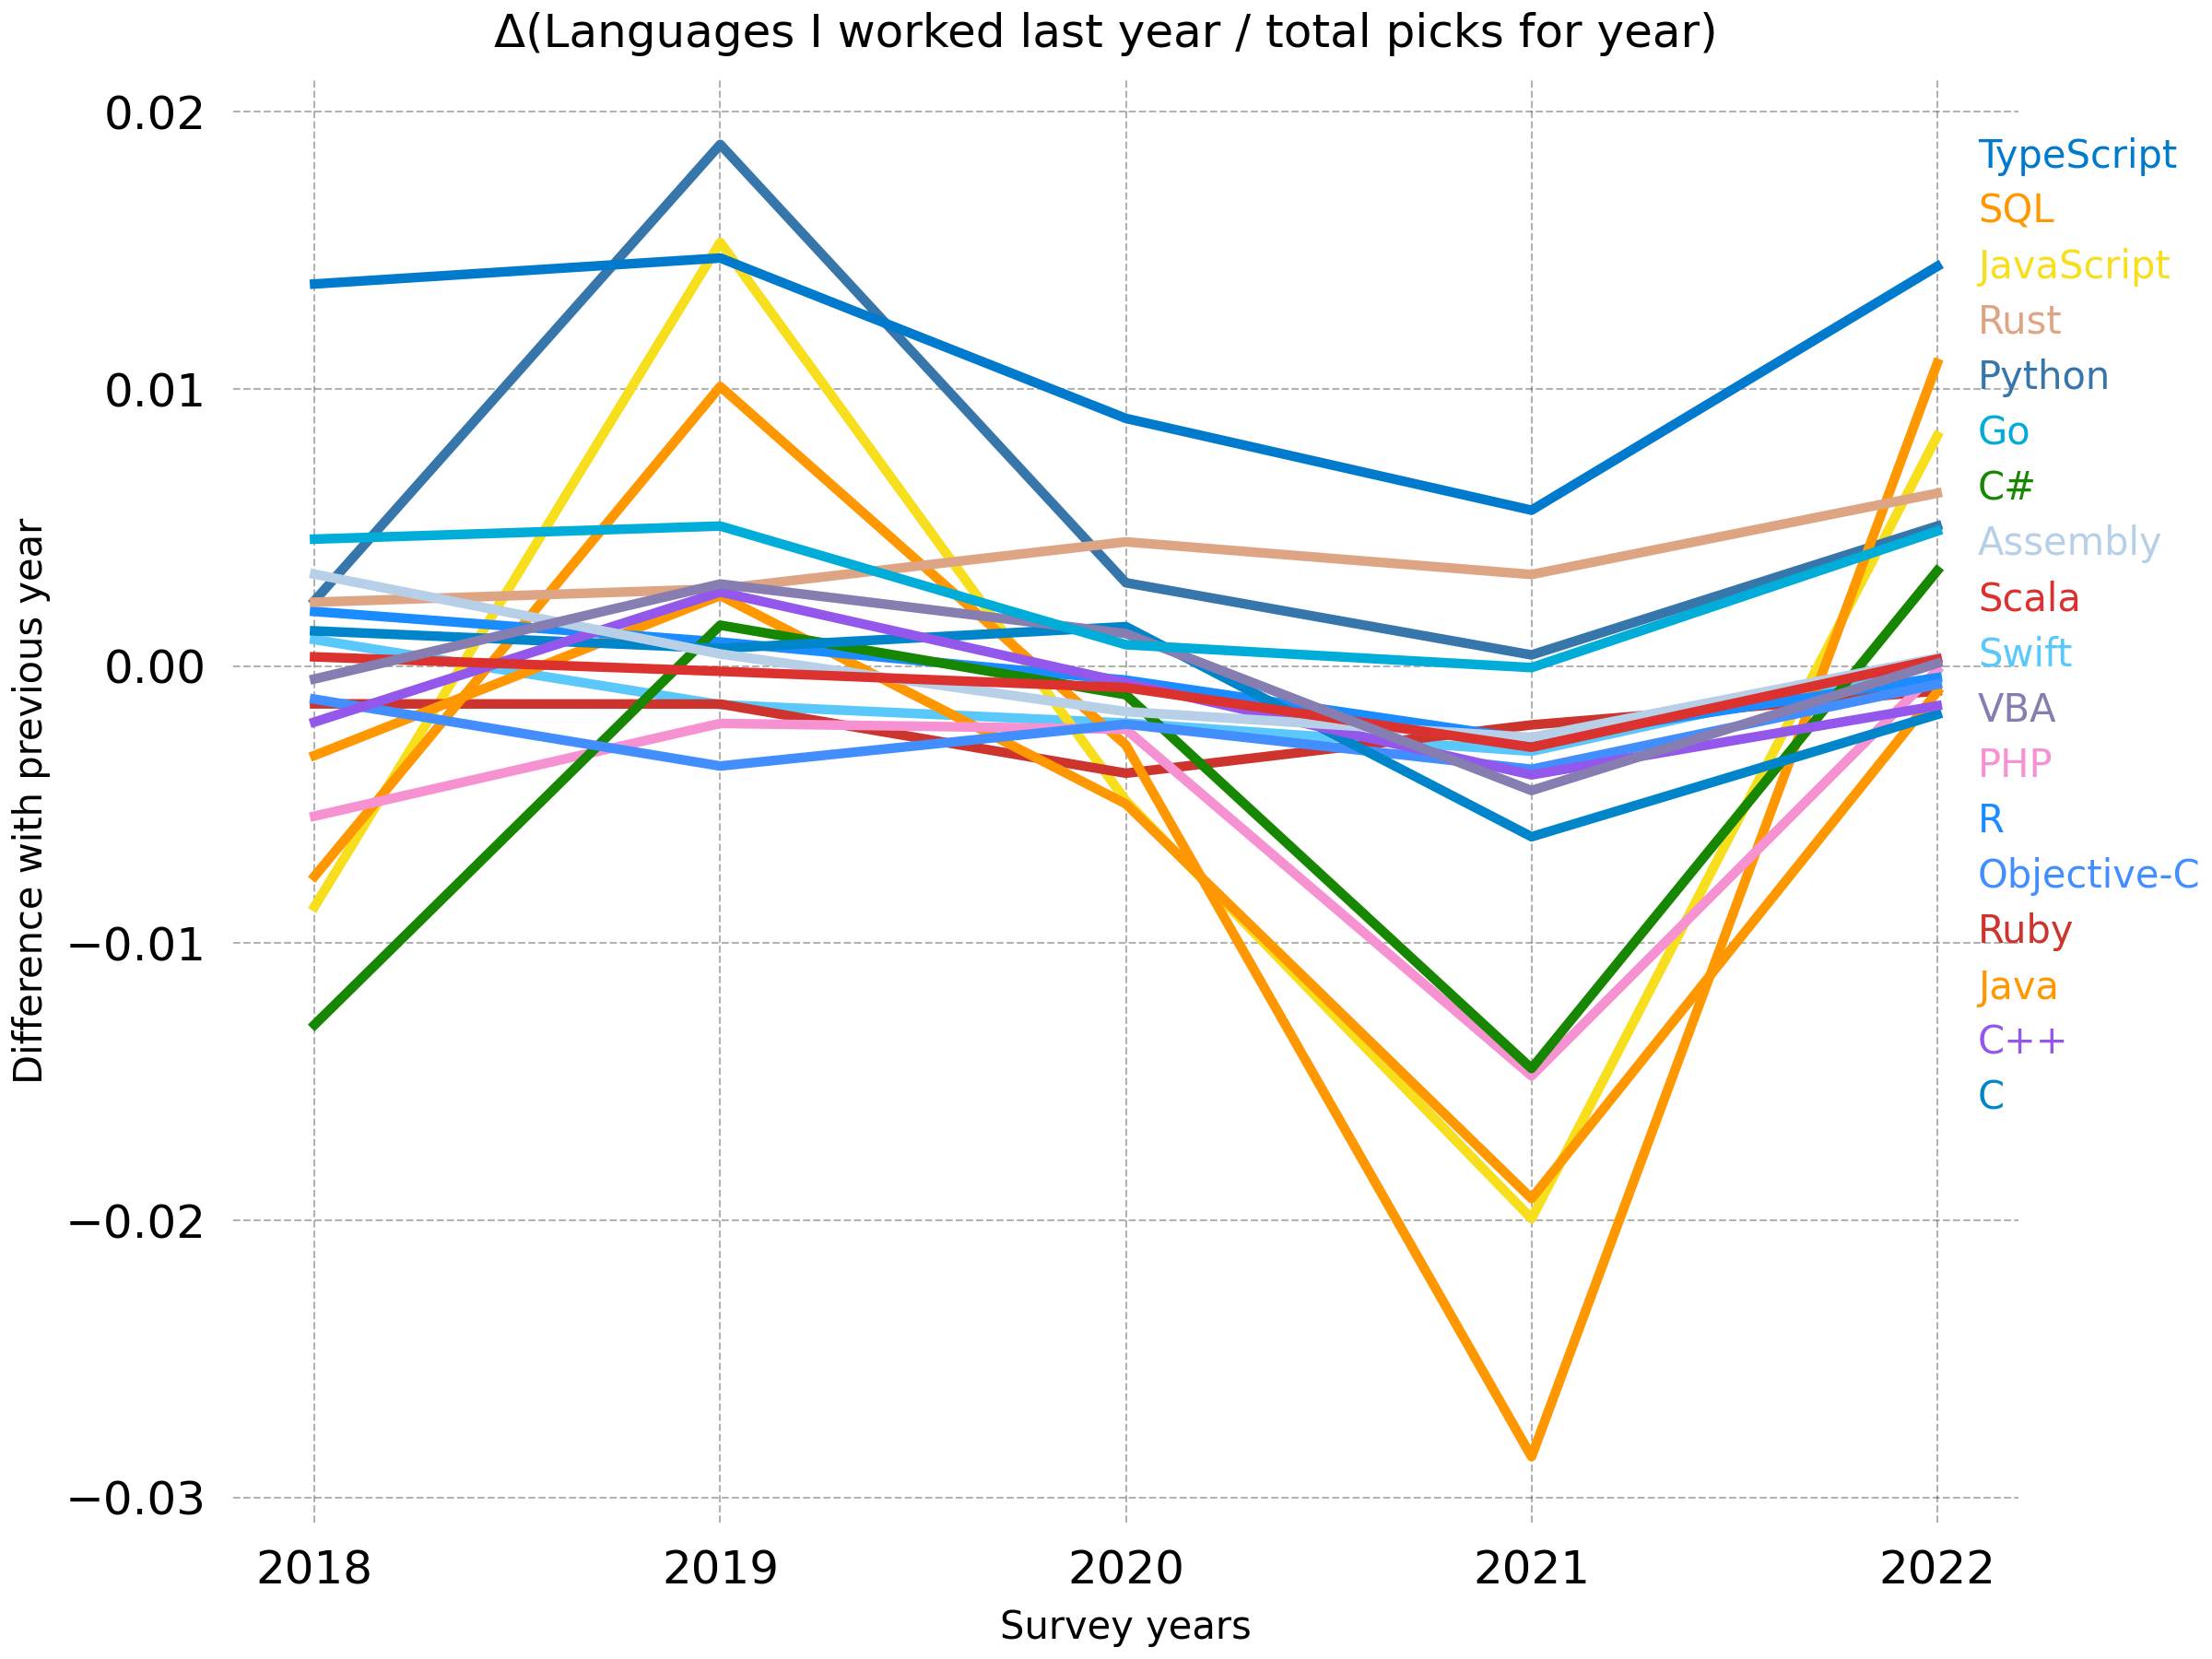 Δ(Languages I worked last year / total picks for year)
0.02
0.01
0.00
−0.01
−0.02
−0.03
Difference with previous year
2018 2019 2020 2021 2022
Survey years
TypeScript
SQL
JavaScript
Rust
Python
Go
C#
Assembly
Scala
Swift
VBA
PHP
R
Objective-C
Ruby
Java
C++
C